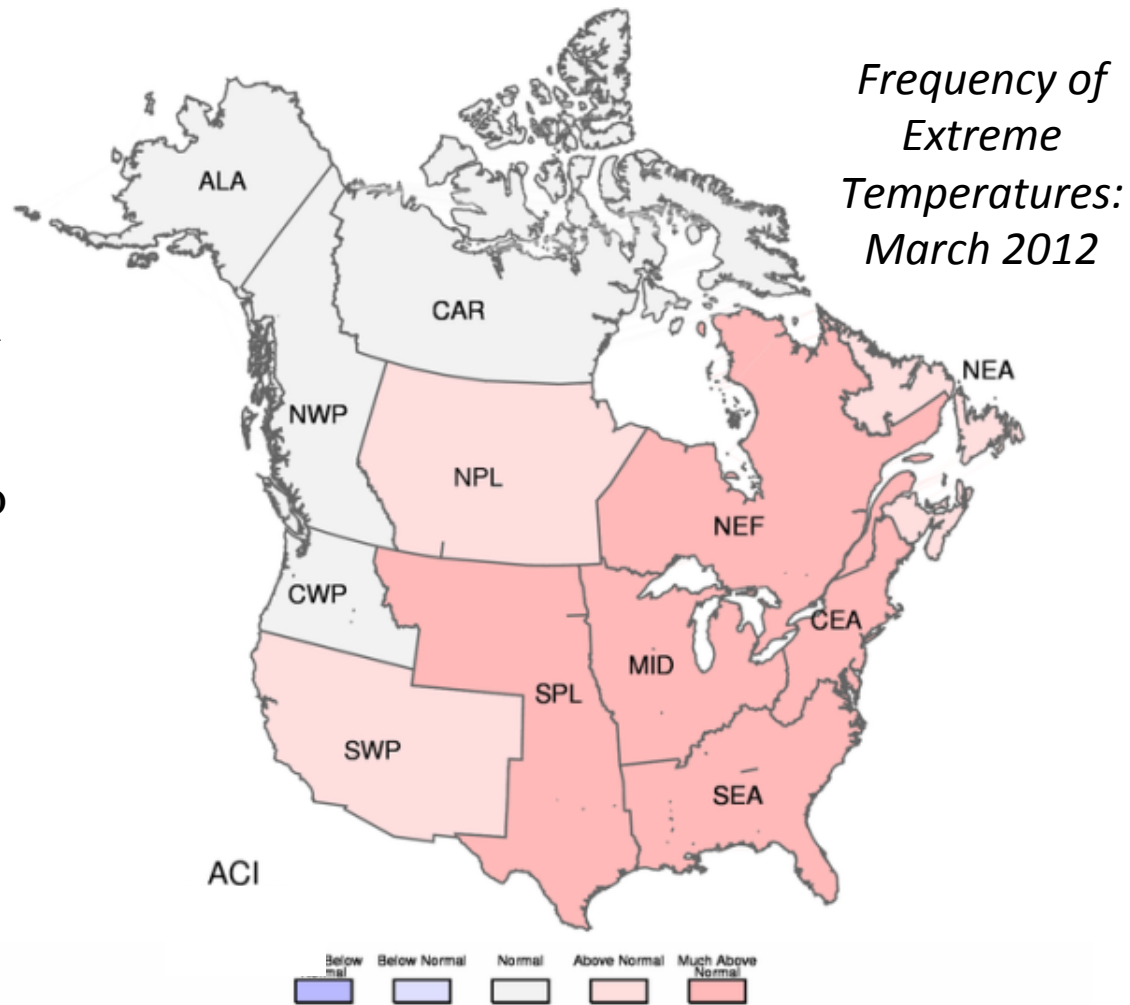 Frequency of
Extreme
Temperatures:
March 2012
ALA
CAR
NEA
NWP
NPL
NEF
CWP
CEA
MID
SPL
SWP
SEA
ACI
Below Below Normal Normal Above Normal Much Above
Normal